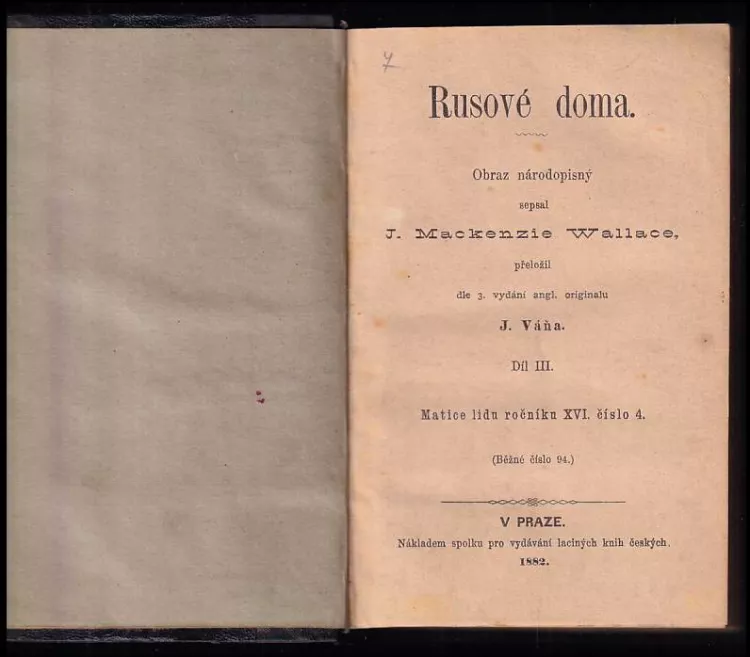 7
Rusové doma.
Obraz národopisný
sepsal
J. Mackenzie Wallace,
přeložil
dle 3. vydání angl. originalu
J. Váňa.
Díl III.
Matice lidu ročníku XVI. číslo 4.
(Běžné číslo 94.)
V PRAZE.
Nákladem spolku pro vydávání laciných knih českých.
1882.